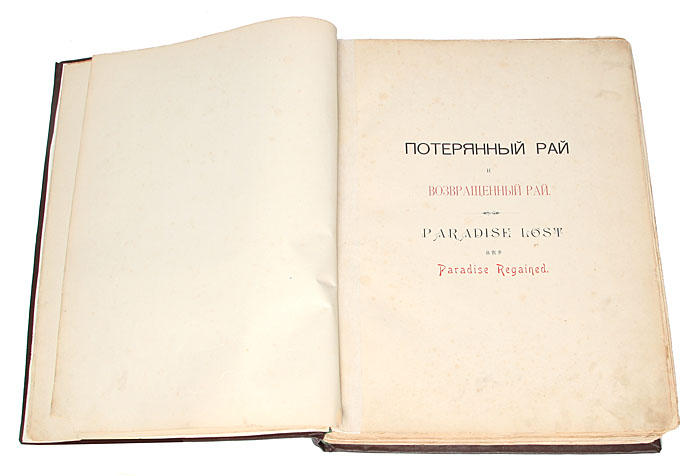 ПОТЕРЯННЫЙ РАЙ
И
ВОЗВРАЩЕННЫЙ РАЙ.
PARADISE LOST
AND
Paradise Regained.